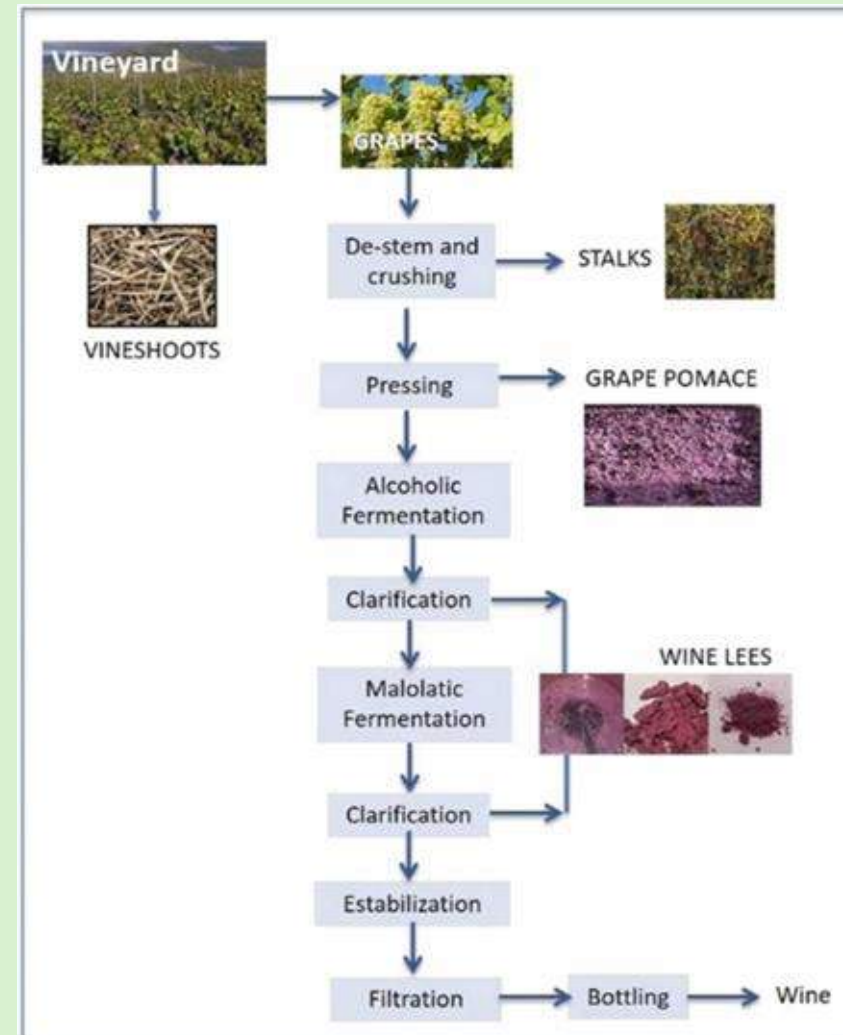 Vineyard
GRAPES
De-stem and
crushing
STALKS
VINESHOOTS
Pressing
GRAPE POMACE
Alcoholic
Fermentation
Clarification
WINE LEES
Malolatic
Fermentation
Clarification
Estabilization
Filtration
Bottling
Wine